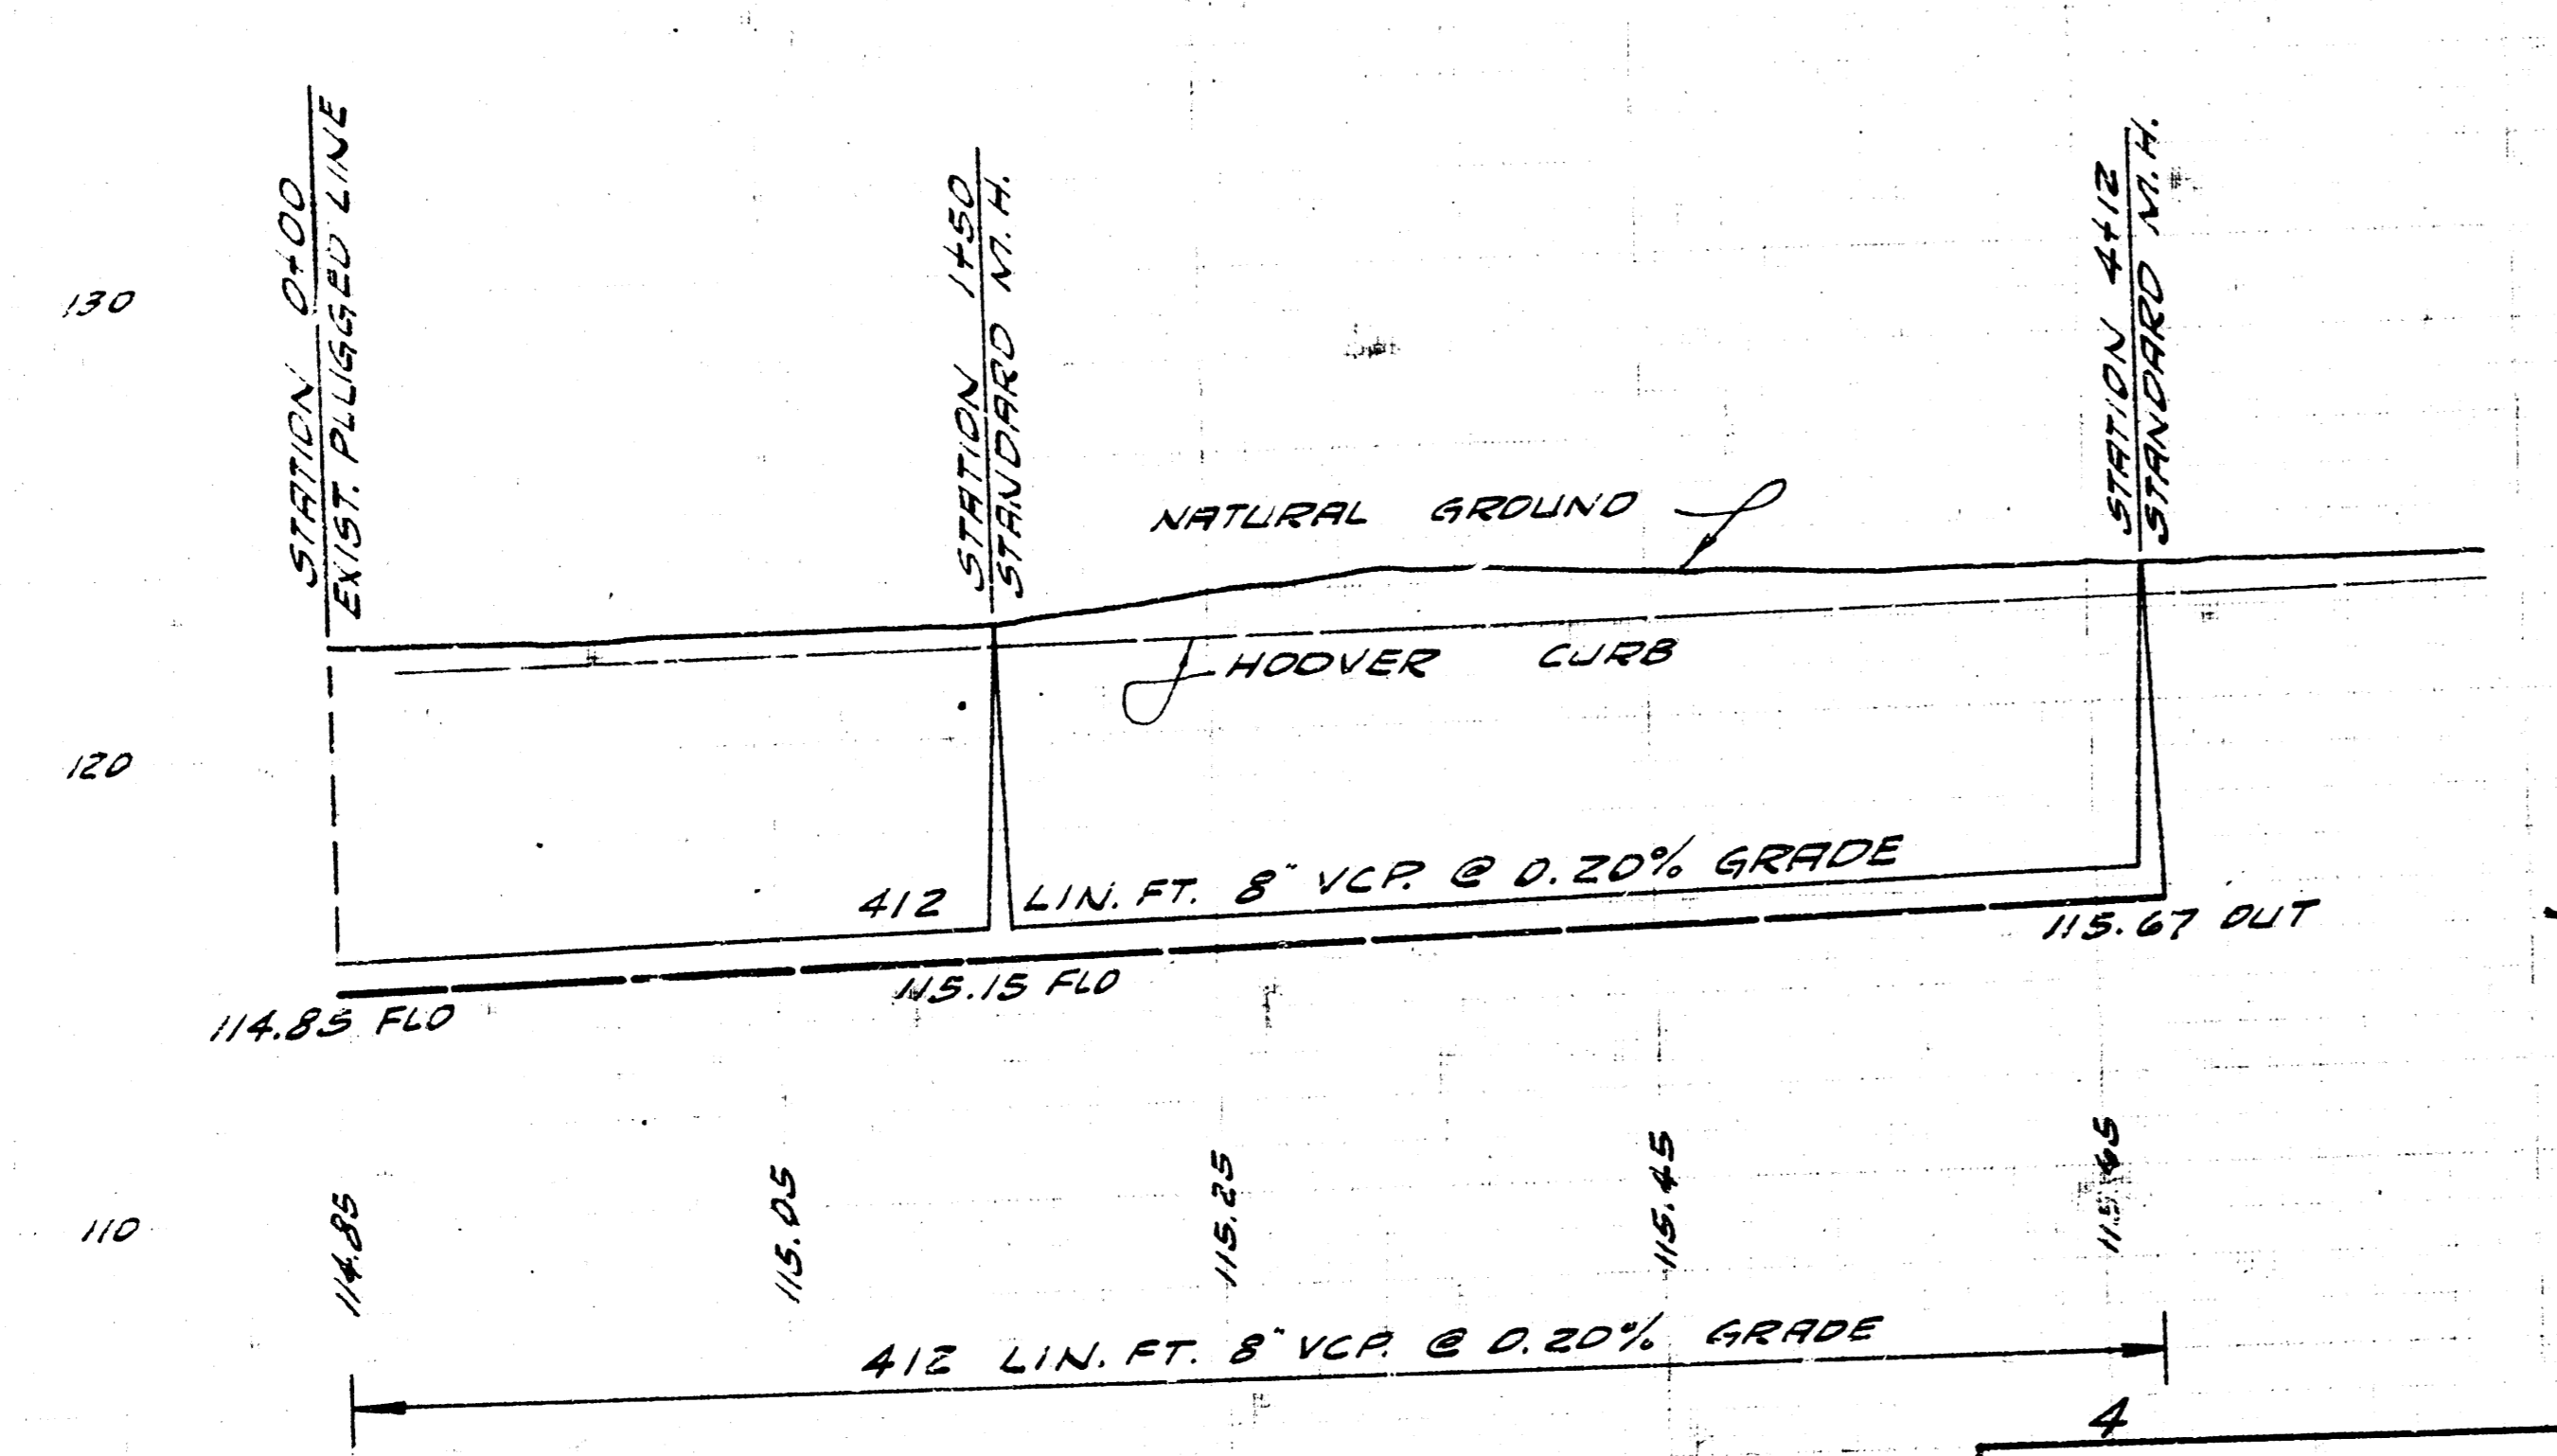 STATION 0+00
EXIST. PLUGGED LINE
STATION 1+50
STANDARD M.H.
STATION 4+12
STANDARD M.H.
130
NATURAL GROUND
HOOVER CURB
120
412 LIN. FT. 8" VCP. @ 0.20% GRADE
115.67 OUT
115.15 FLO
114.85 FLO
110
114.85
115.05
115.25
115.45
115.65
412 LIN. FT. 8" VCP. @ 0.20% GRADE
4